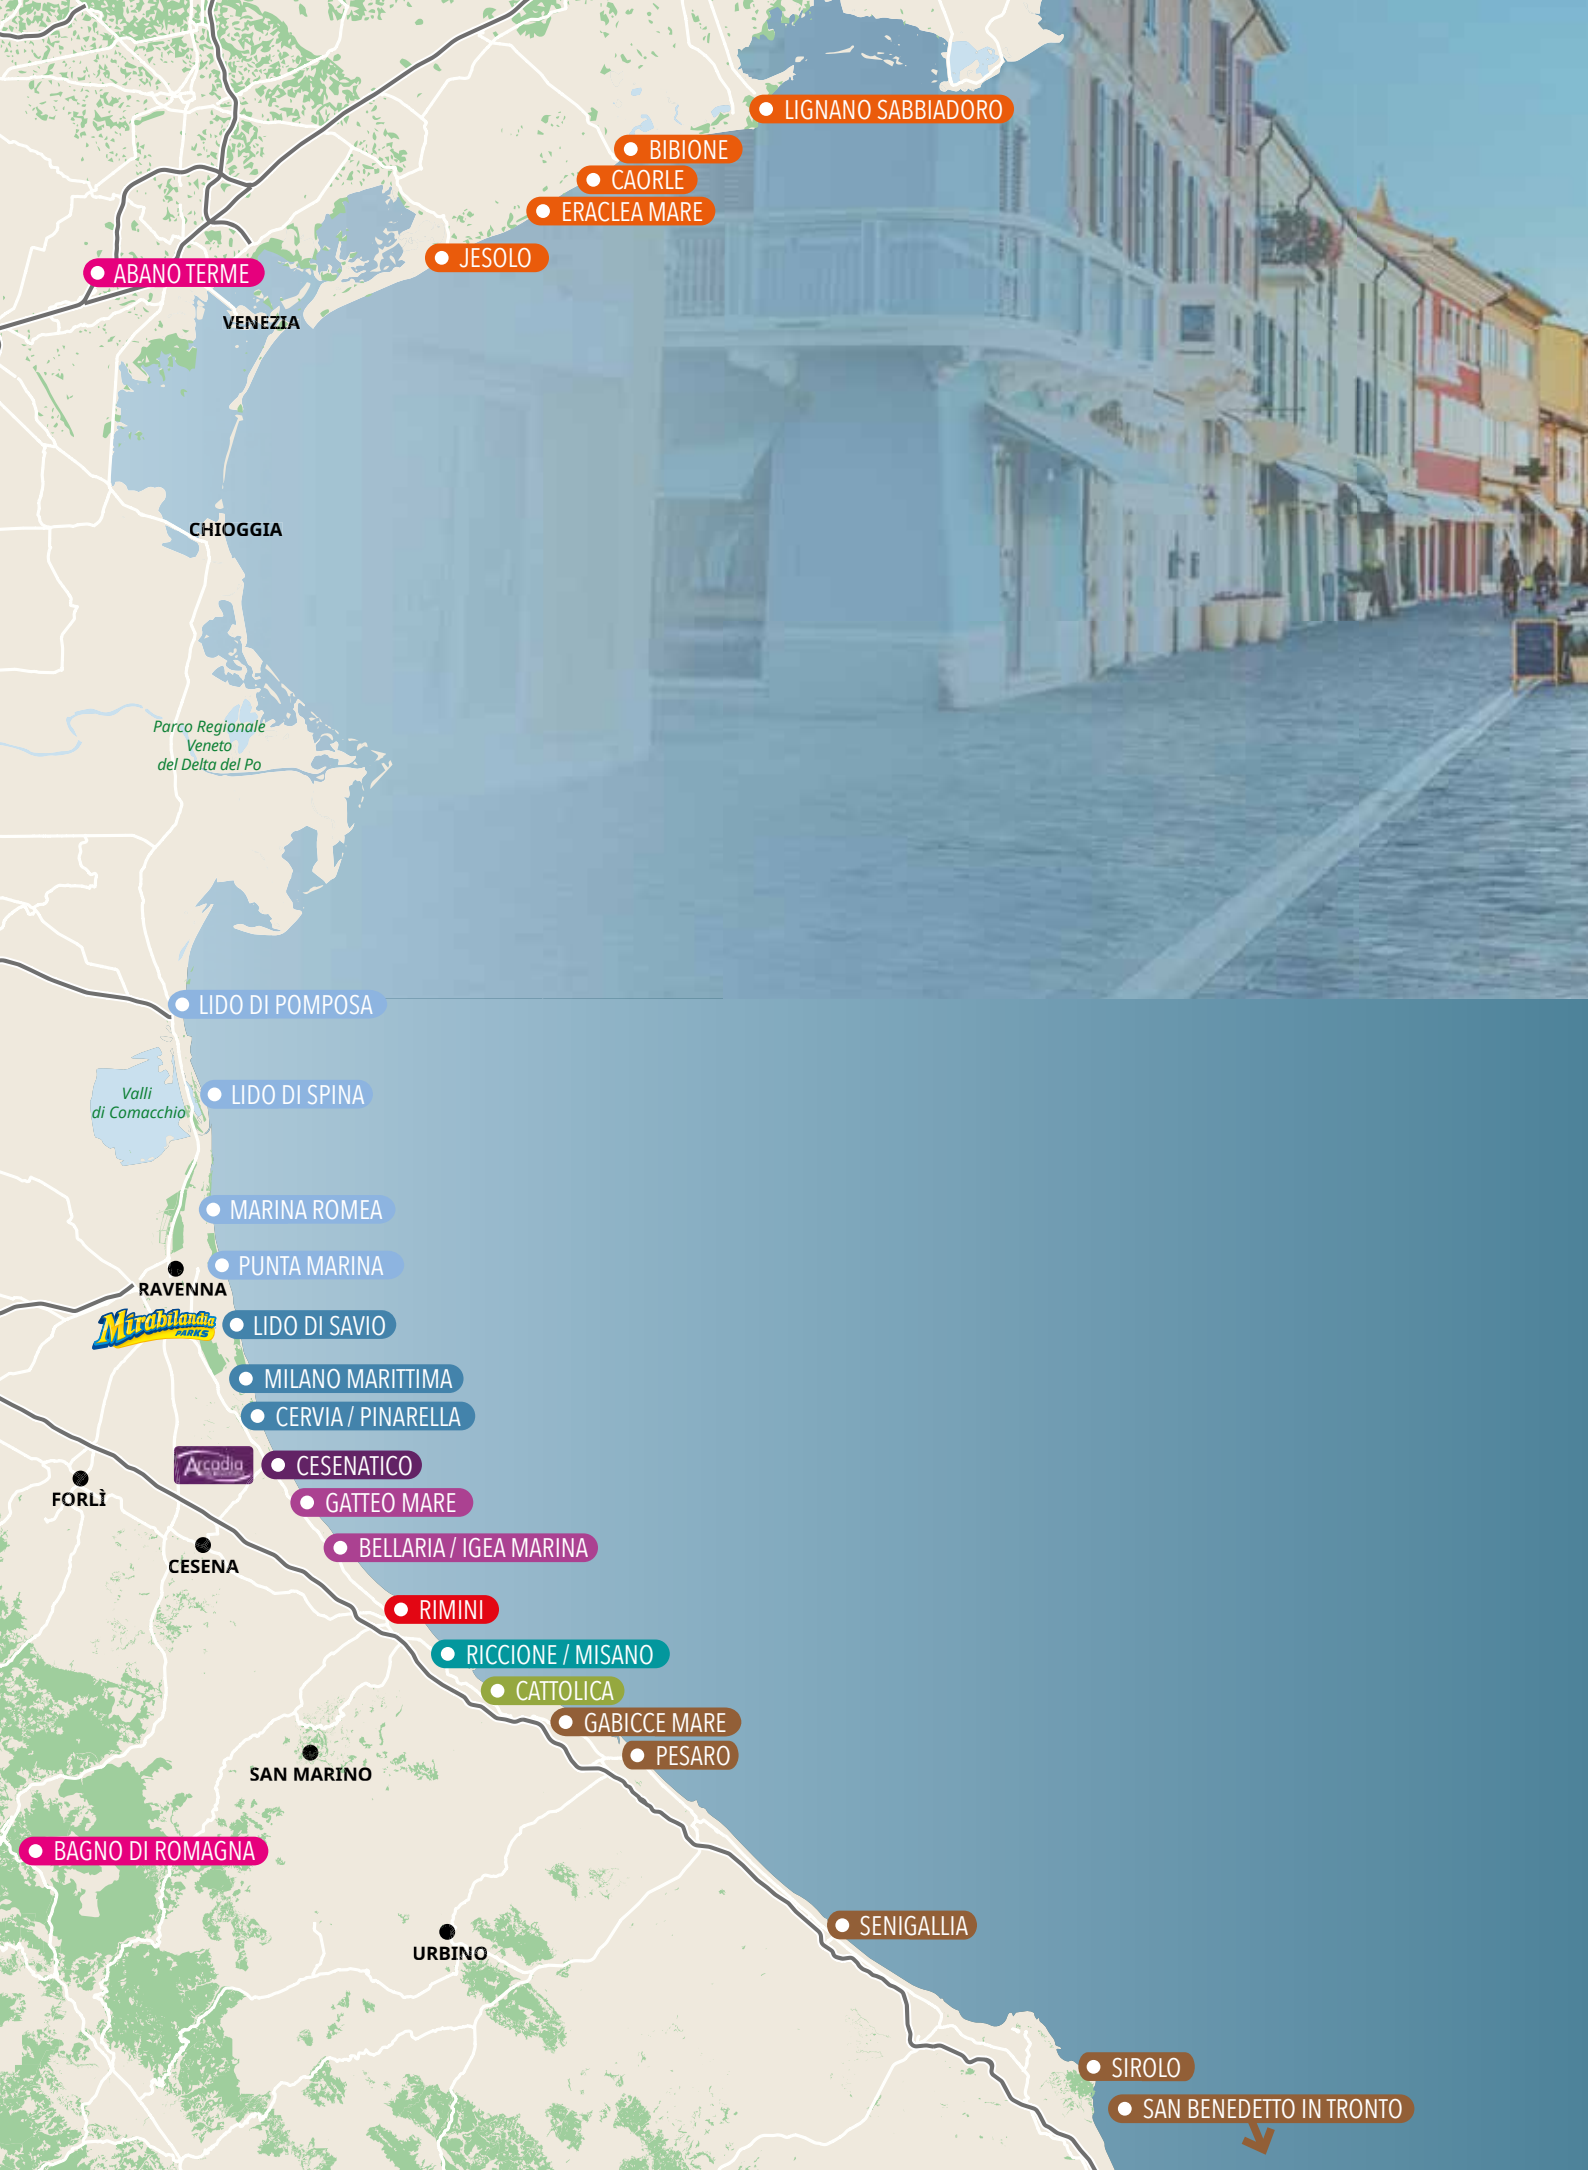 LIGNANO SABBIADORO
BIBIONE
CAORLE
ERACLEA MARE
JESOLO
ABANO TERME
VENEZIA
CHIOGGIA
Parco Regionale
Veneto
del Delta del Po
LIDO DI POMPOSA
Valli
di Comacchio
LIDO DI SPINA
MARINA ROMEA
PUNTA MARINA
RAVENNA
Mirabilandia
PARKS
LIDO DI SAVIO
MILANO MARITTIMA
CERVIA / PINARELLA
Arcadia
CESENATICO
GATTEO MARE
FORLÌ
BELLARIA / IGEA MARINA
CESENA
RIMINI
RICCIONE / MISANO
CATTOLICA
GABICCE MARE
PESARO
SAN MARINO
BAGNO DI ROMAGNA
SENIGALLIA
URBINO
SIROLO
SAN BENEDETTO IN TRONTO